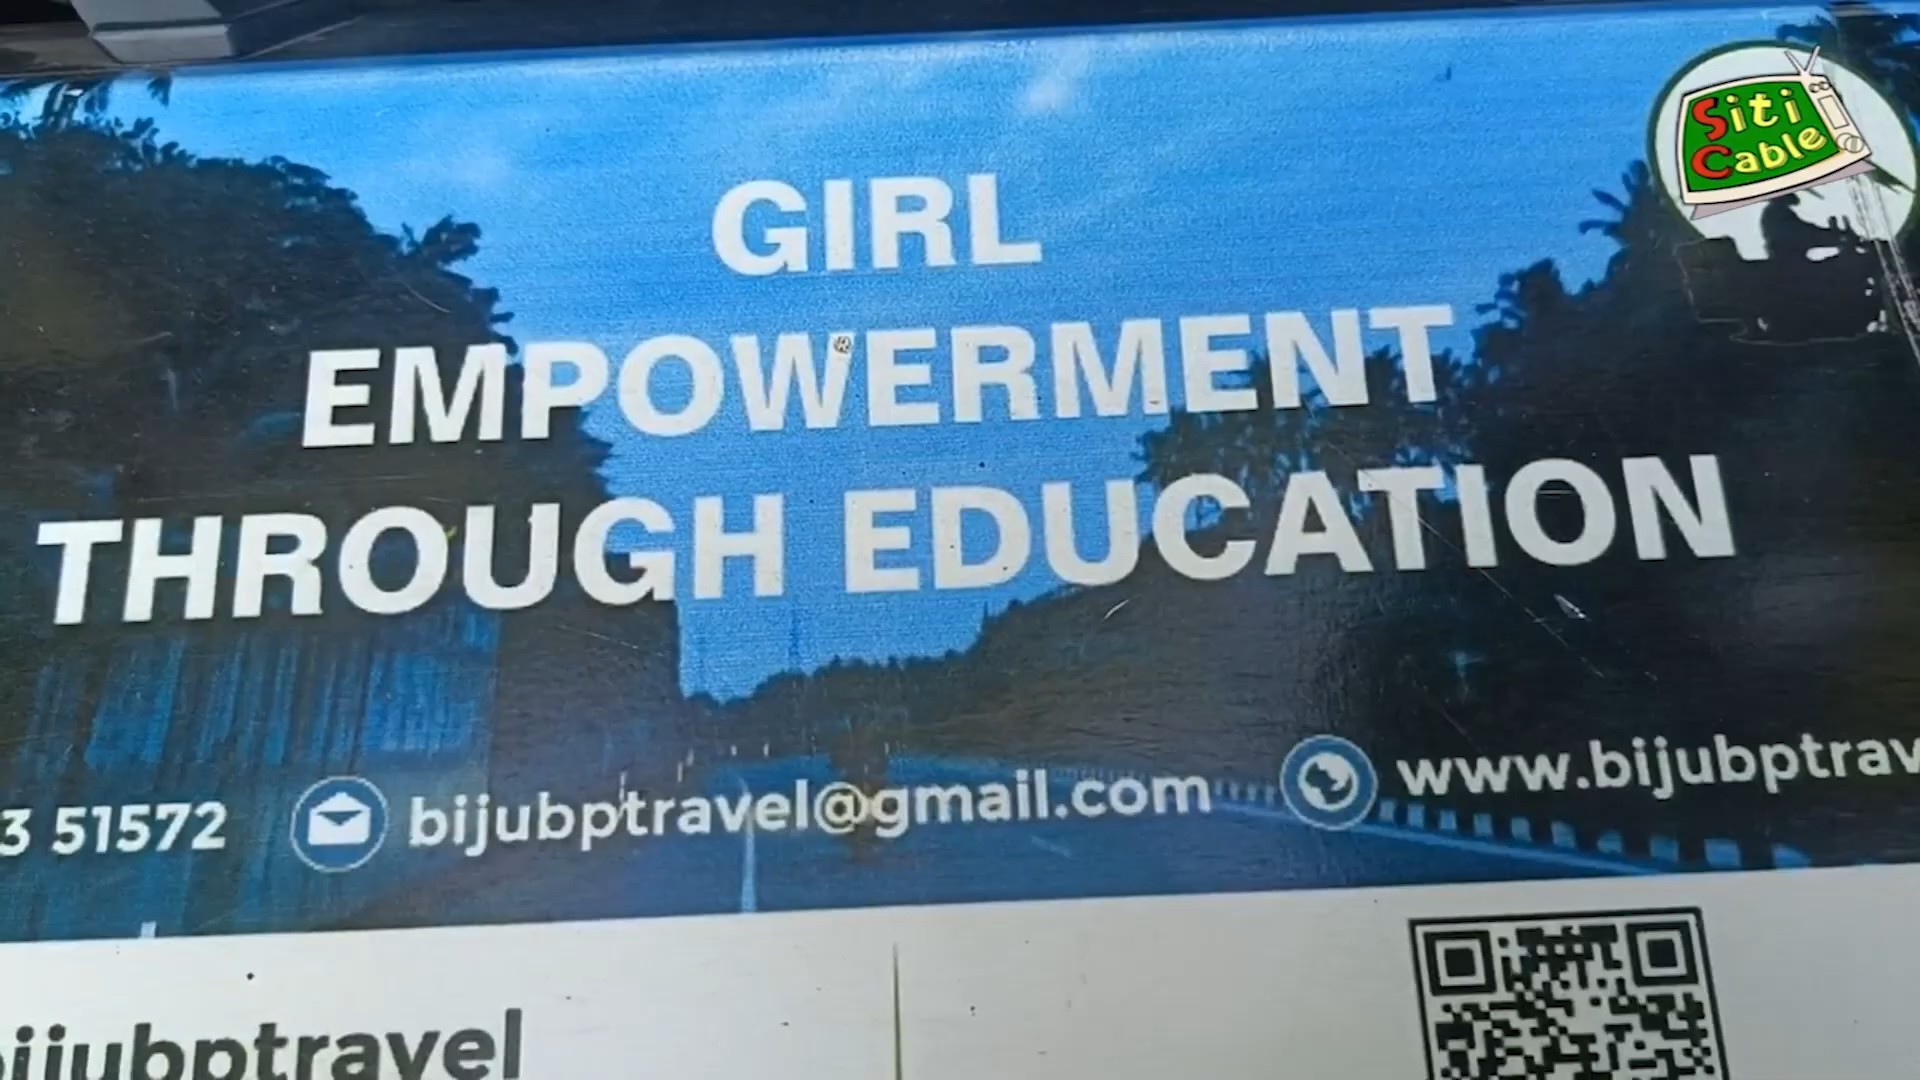 Siti
Cable
GIRL
EMPOWERMENT
THROUGH EDUCATION
3 51572
bijubptravel@gmail.com
www.bijubptrav
bijubptravel